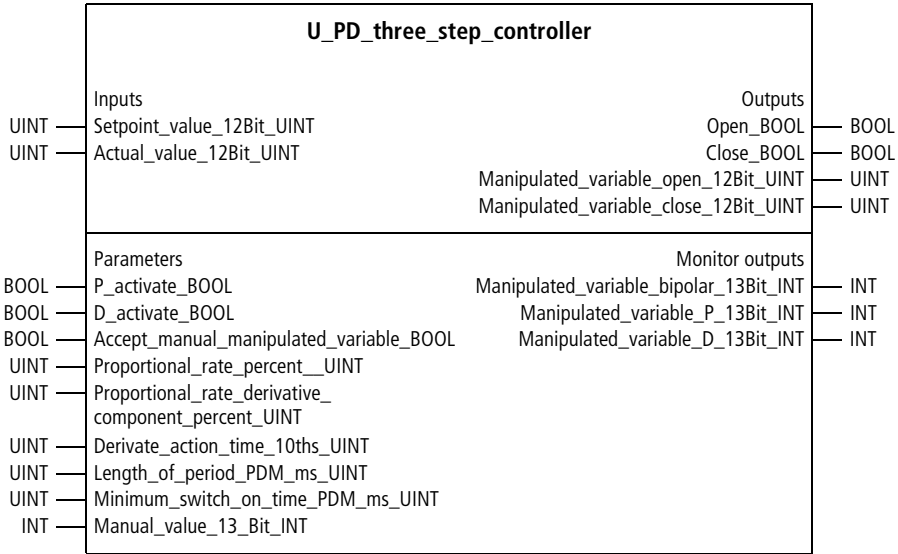 U_PD_three_step_controller
Inputs Outputs
UINT Setpoint_value_12Bit_UINT Open_BOOL BOOL
UINT Actual_value_12Bit_UINT Close_BOOL BOOL
Manipulated_variable_open_12Bit_UINT UINT
Manipulated_variable_close_12Bit_UINT UINT
Parameters Monitor outputs
BOOL P_activate_BOOL Manipulated_variable_bipolar_13Bit_INT INT
BOOL D_activate_BOOL Manipulated_variable_P_13Bit_INT INT
BOOL Accept_manual_manipulated_variable_BOOL Manipulated_variable_D_13Bit_INT INT
UINT Proportional_rate_percent__UINT
UINT Proportional_rate_derivative_
component_percent_UINT
UINT Derivate_action_time_10ths_UINT
UINT Length_of_period_PDM_ms_UINT
UINT Minimum_switch_on_time_PDM_ms_UINT
INT Manual_value_13_Bit_INT